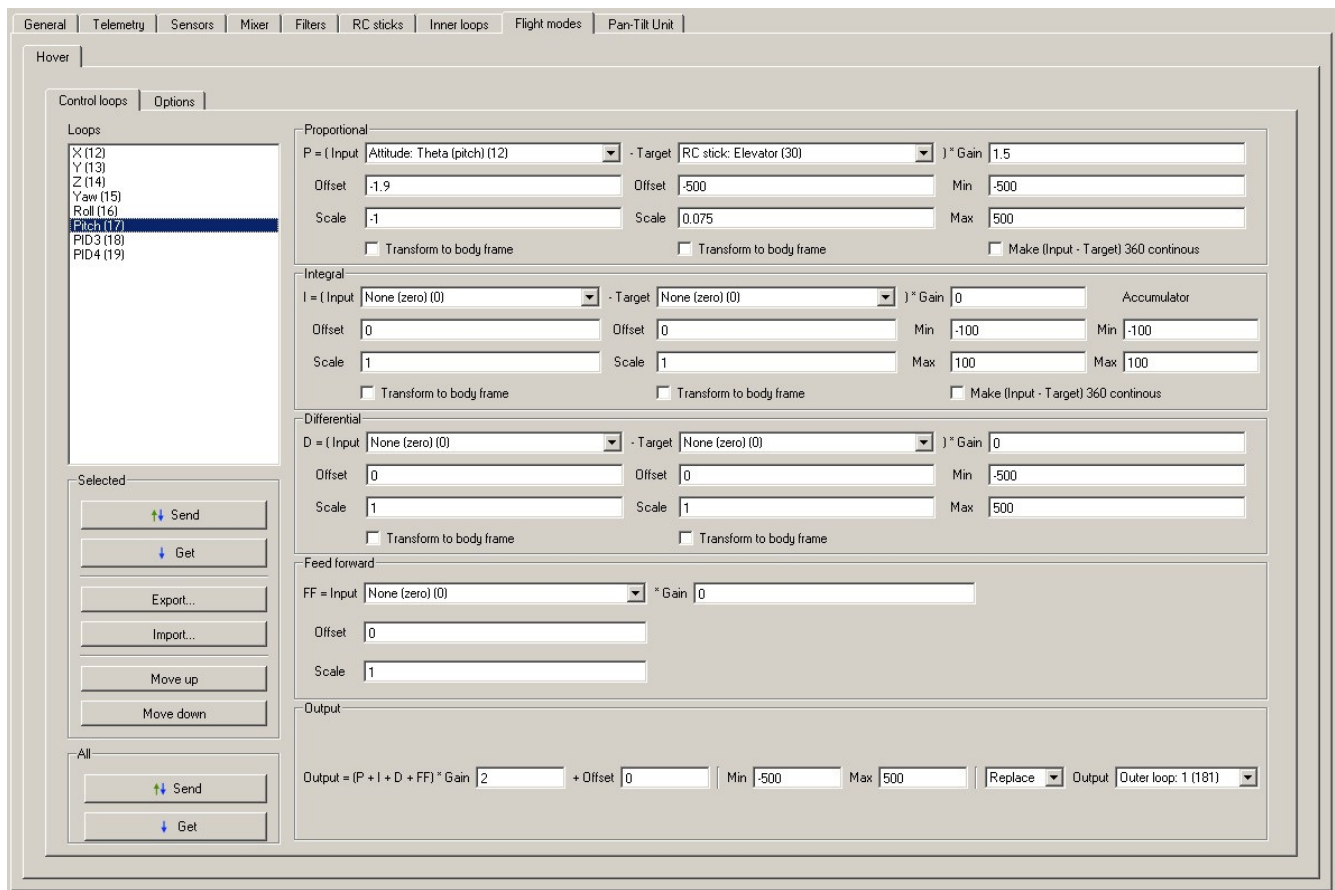 General Telemetry Sensors Mixer Filters RC sticks Inner loops Flight modes Pan-Tilt Unit
Hover
Control loops Options
Loops
X (12)
Y (13)
Z (14)
Yaw (15)
Roll (16)
Pitch (17)
PID3 (18)
PID4 (19)
Selected
Send
Get
Export...
Import...
Move up
Move down
All
Send
Get
Proportional
P = ( Input Attitude: Theta (pitch) (12) - Target RC stick: Elevator (30) ) * Gain 1.5
Offset -1.9 Offset -500 Min -500
Scale -1 Scale 0.075 Max 500
Transform to body frame Transform to body frame Make (Input - Target) 360 continous
Integral
I = ( Input None (zero) (0) - Target None (zero) (0) ) * Gain 0 Accumulator
Offset 0 Offset 0 Min -100 Min -100
Scale 1 Scale 1 Max 100 Max 100
Transform to body frame Transform to body frame Make (Input - Target) 360 continous
Differential
D = ( Input None (zero) (0) - Target None (zero) (0) ) * Gain 0
Offset 0 Offset 0 Min -500
Scale 1 Scale 1 Max 500
Transform to body frame Transform to body frame
Feed forward
FF = Input None (zero) (0) * Gain 0
Offset 0
Scale 1
Output
Output = (P + I + D + FF) * Gain 2 + Offset 0 Min -500 Max 500 Replace Output Outer loop: 1 (181)